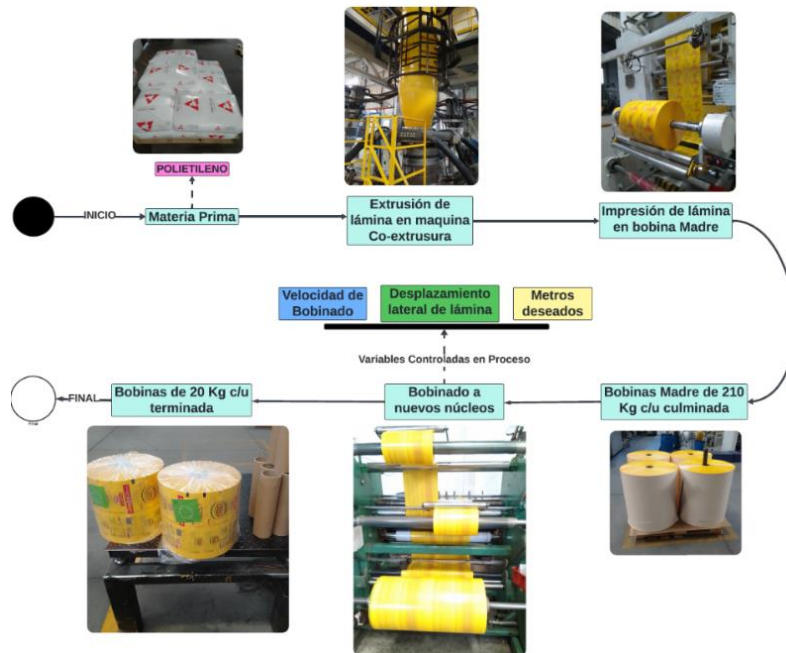 POLIETILENO
INICIO
Materia Prima
Extrusión de
lámina en maquina
Co-extrusura
Impresión de lámina
en bobina Madre
Velocidad de
Bobinado
Desplazamiento
lateral de lámina
Metros
deseados
Variables Controladas en Proceso
Bobinas Madre de 210
Kg c/u culminada
Bobinado a
nuevos núcleos
Bobinas de 20 Kg c/u
terminada
FINAL